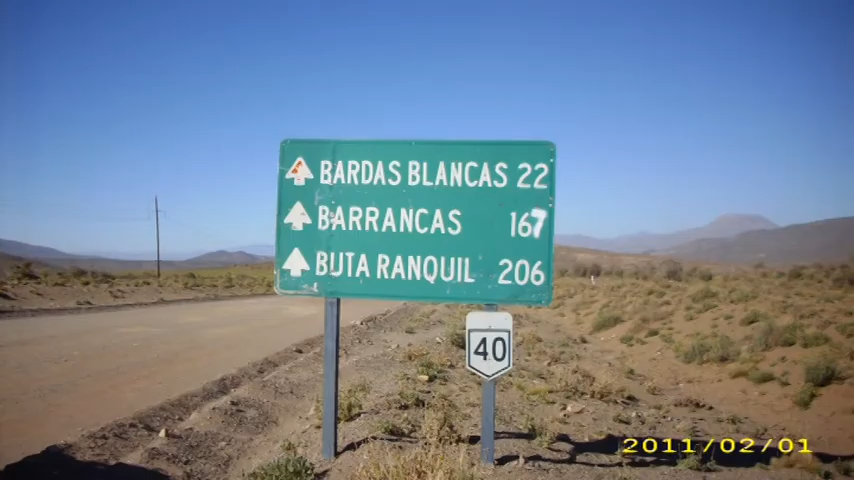 BARDAS BLANCAS 22
BARRANCAS 167
BUTA RANQUIL 206
40
2011/02/01